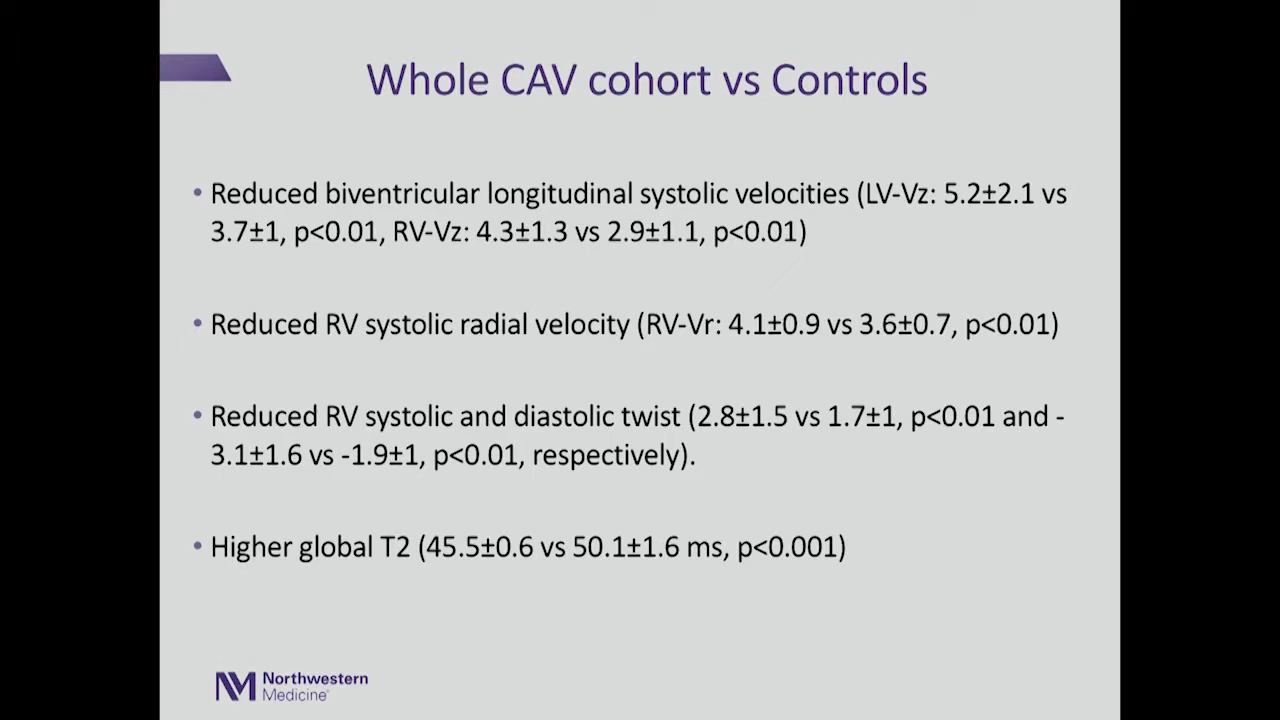 Whole CAV cohort vs Controls
• Reduced biventricular longitudinal systolic velocities (LV-Vz: 5.2±2.1 vs
3.7±1, p<0.01, RV-Vz: 4.3±1.3 vs 2.9±1.1, p<0.01)
• Reduced RV systolic radial velocity (RV-Vr: 4.1±0.9 vs 3.6±0.7, p<0.01)
• Reduced RV systolic and diastolic twist (2.8±1.5 vs 1.7±1, p<0.01 and -
3.1±1.6 vs -1.9±1, p<0.01, respectively).
• Higher global T2 (45.5±0.6 vs 50.1±1.6 ms, p<0.001)
NM Northwestern
Medicine®